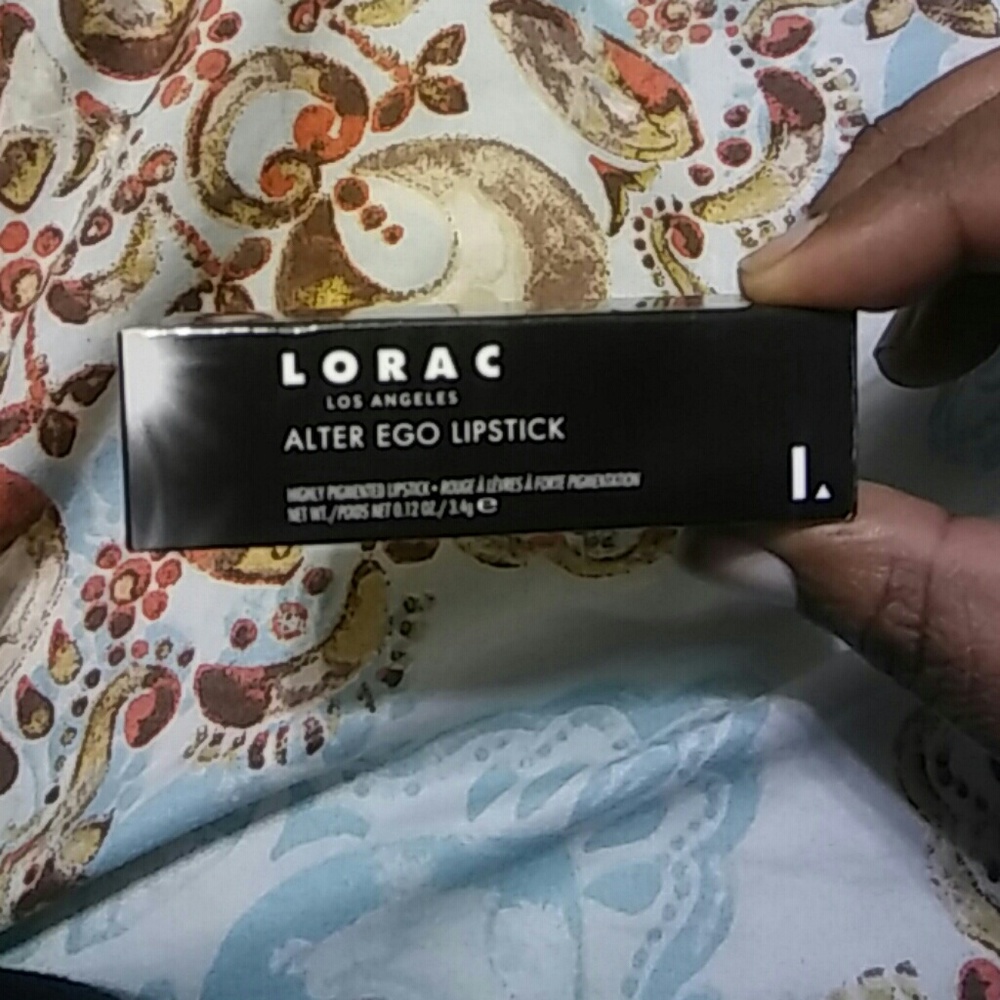 LORAC
LOS ANGELES
ALTER EGO LIPSTICK
HIGHLY PIGMENTED LIPSTICK • ROUGE À LÈVRES À FORTE PIGMENTATION
NET WT./POIDS NET 0.12 OZ./3.4g ℮
L.